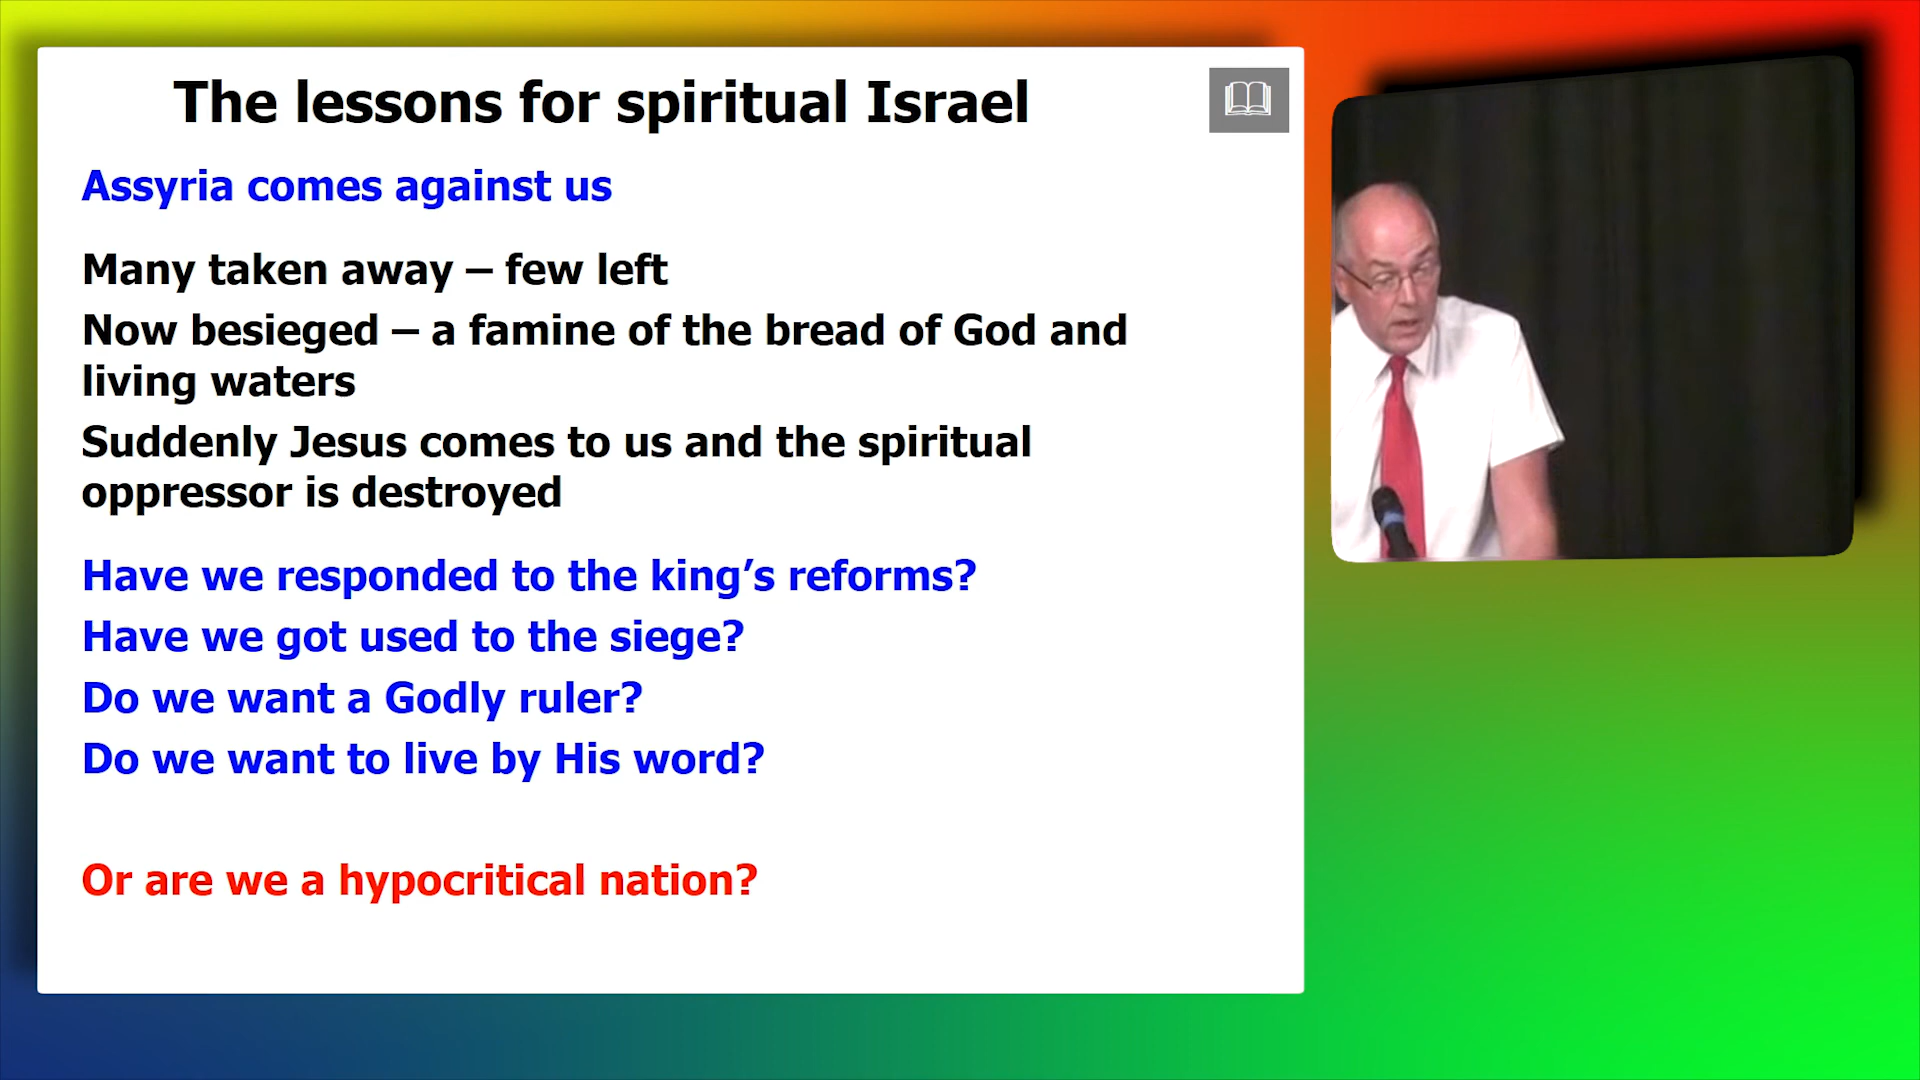 The lessons for spiritual Israel
Assyria comes against us
Many taken away – few left
Now besieged – a famine of the bread of God and
living waters
Suddenly Jesus comes to us and the spiritual
oppressor is destroyed
Have we responded to the king’s reforms?
Have we got used to the siege?
Do we want a Godly ruler?
Do we want to live by His word?
Or are we a hypocritical nation?